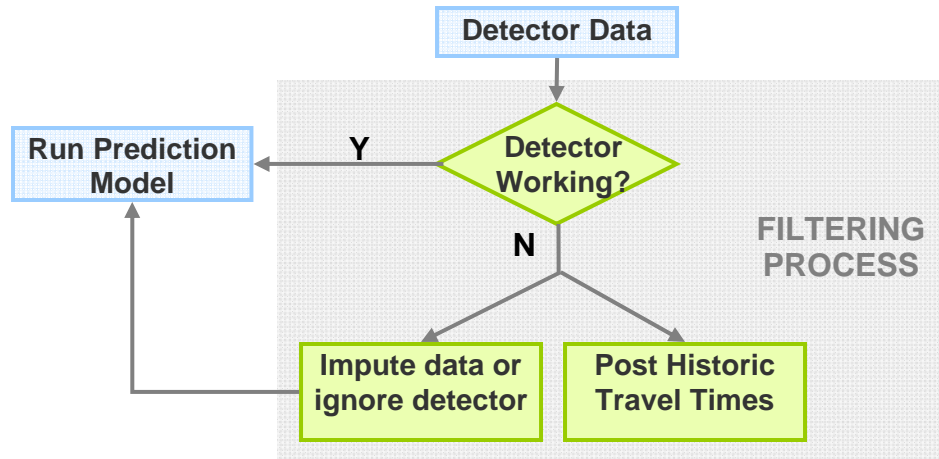 Detector Data
Y
Detector
Working?
Run Prediction
Model
N
FILTERING
PROCESS
Impute data or
ignore detector
Post Historic
Travel Times